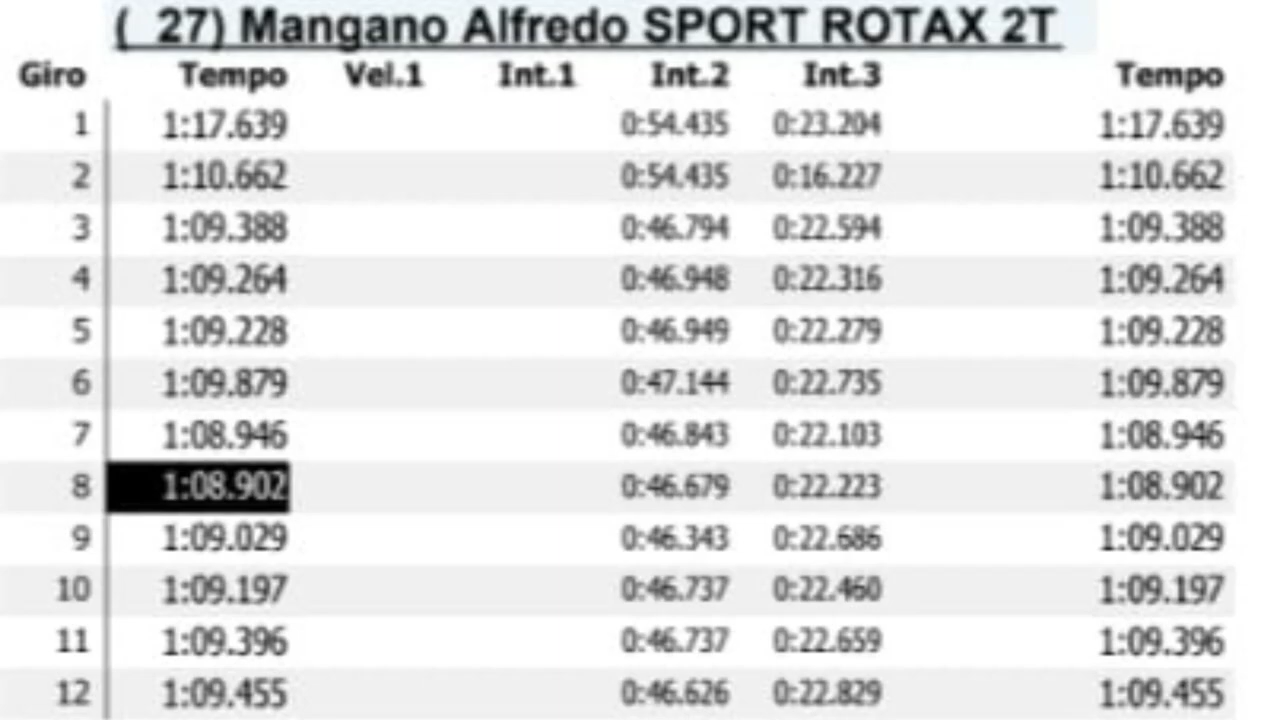 ( 27) Mangano Alfredo SPORT ROTAX 2T
Giro Tempo Vel.1 Int.1 Int.2 Int.3 Tempo
1 1:17.639 0:54.435 0:23.204 1:17.639
2 1:10.662 0:54.435 0:16.227 1:10.662
3 1:09.388 0:46.794 0:22.594 1:09.388
4 1:09.264 0:46.948 0:22.316 1:09.264
5 1:09.228 0:46.949 0:22.279 1:09.228
6 1:09.879 0:47.144 0:22.735 1:09.879
7 1:08.946 0:46.843 0:22.103 1:08.946
8 1:08.902 0:46.679 0:22.223 1:08.902
9 1:09.029 0:46.343 0:22.686 1:09.029
10 1:09.197 0:46.737 0:22.460 1:09.197
11 1:09.396 0:46.737 0:22.659 1:09.396
12 1:09.455 0:46.626 0:22.829 1:09.455